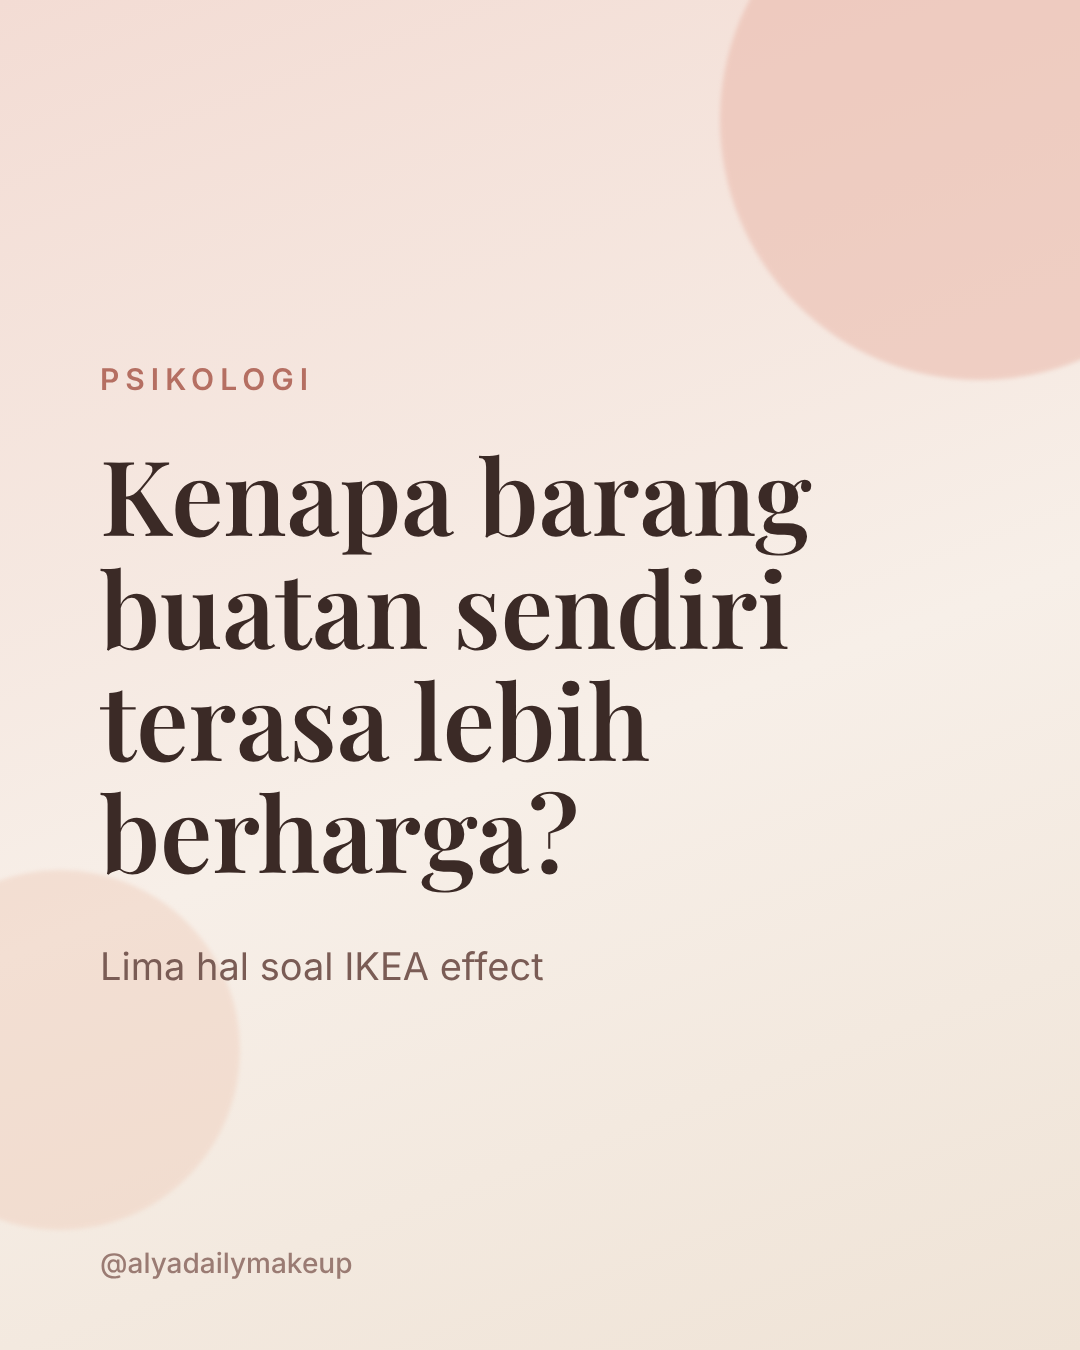 PSIKOLOGI
Kenapa barang
buatan sendiri
terasa lebih
berharga?
Lima hal soal IKEA effect
@alyadailymakeup